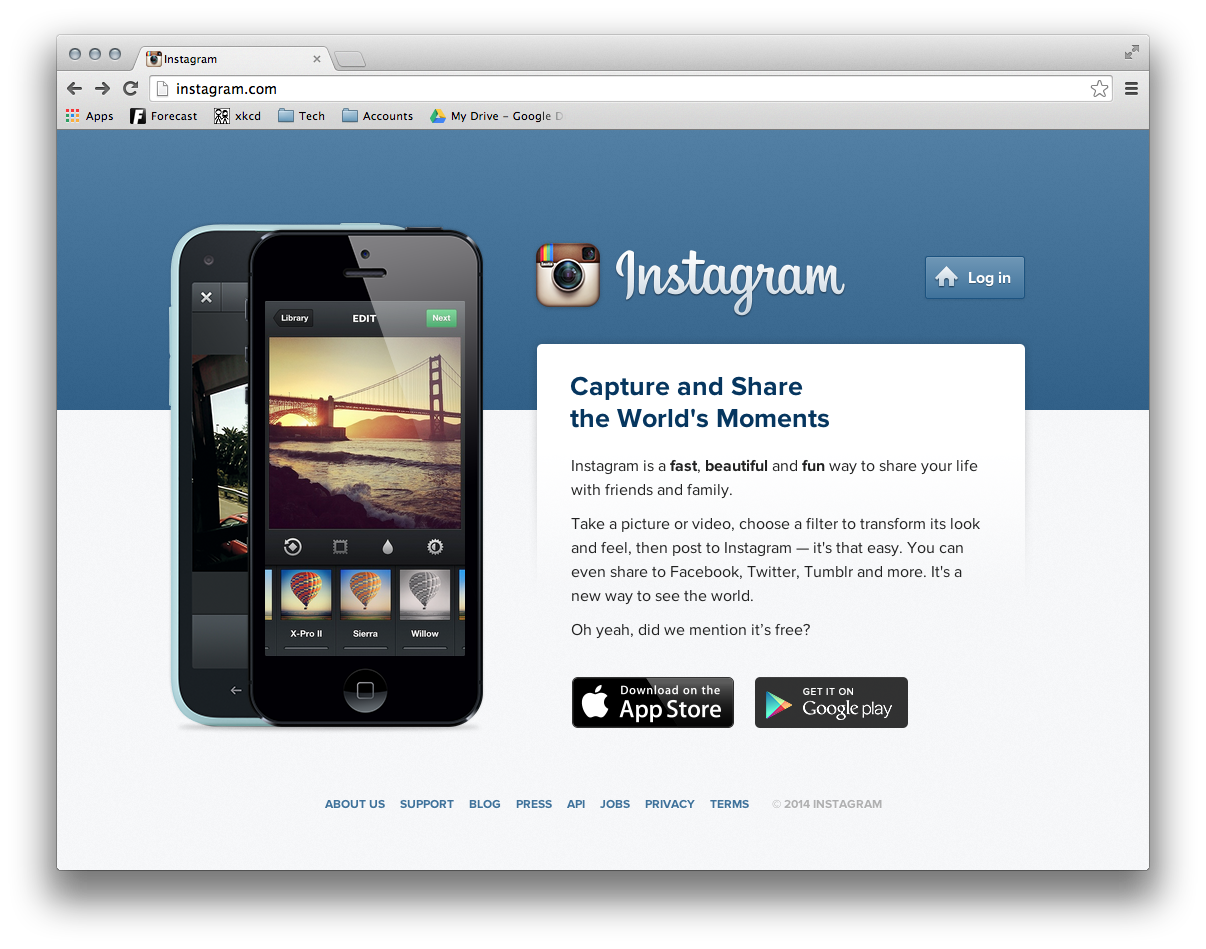 Instagram
instagram.com
Apps Forecast xkcd Tech Accounts My Drive – Google D
Instagram
Log in
Library EDIT Next
X-Pro II Sierra Willow
Capture and Share
the World's Moments
Instagram is a fast, beautiful and fun way to share your life
with friends and family.
Take a picture or video, choose a filter to transform its look
and feel, then post to Instagram — it's that easy. You can
even share to Facebook, Twitter, Tumblr and more. It's a
new way to see the world.
Oh yeah, did we mention it’s free?
Download on the
App Store
GET IT ON
Google play
ABOUT US SUPPORT BLOG PRESS API JOBS PRIVACY TERMS © 2014 INSTAGRAM